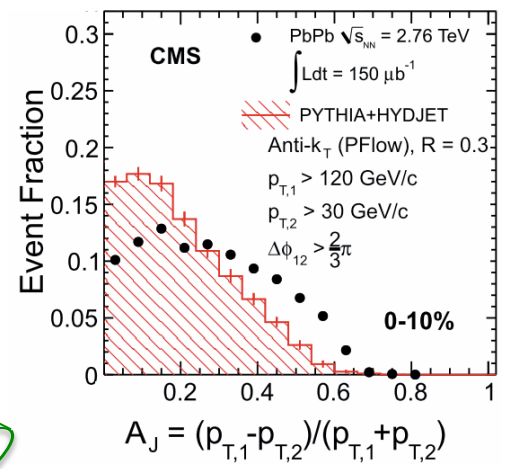 CMS
PbPb √s_NN = 2.76 TeV
∫Ldt = 150 μb⁻¹
PYTHIA+HYDJET
Anti-k_T (PFlow), R = 0.3
p_T,1 > 120 GeV/c
p_T,2 > 30 GeV/c
Δϕ₁₂ > 2/3 π
0-10%
Event Fraction
0.3
0.25
0.2
0.15
0.1
0.05
0
0.2 0.4 0.6 0.8 1
A_J = (p_T,1-p_T,2)/(p_T,1+p_T,2)